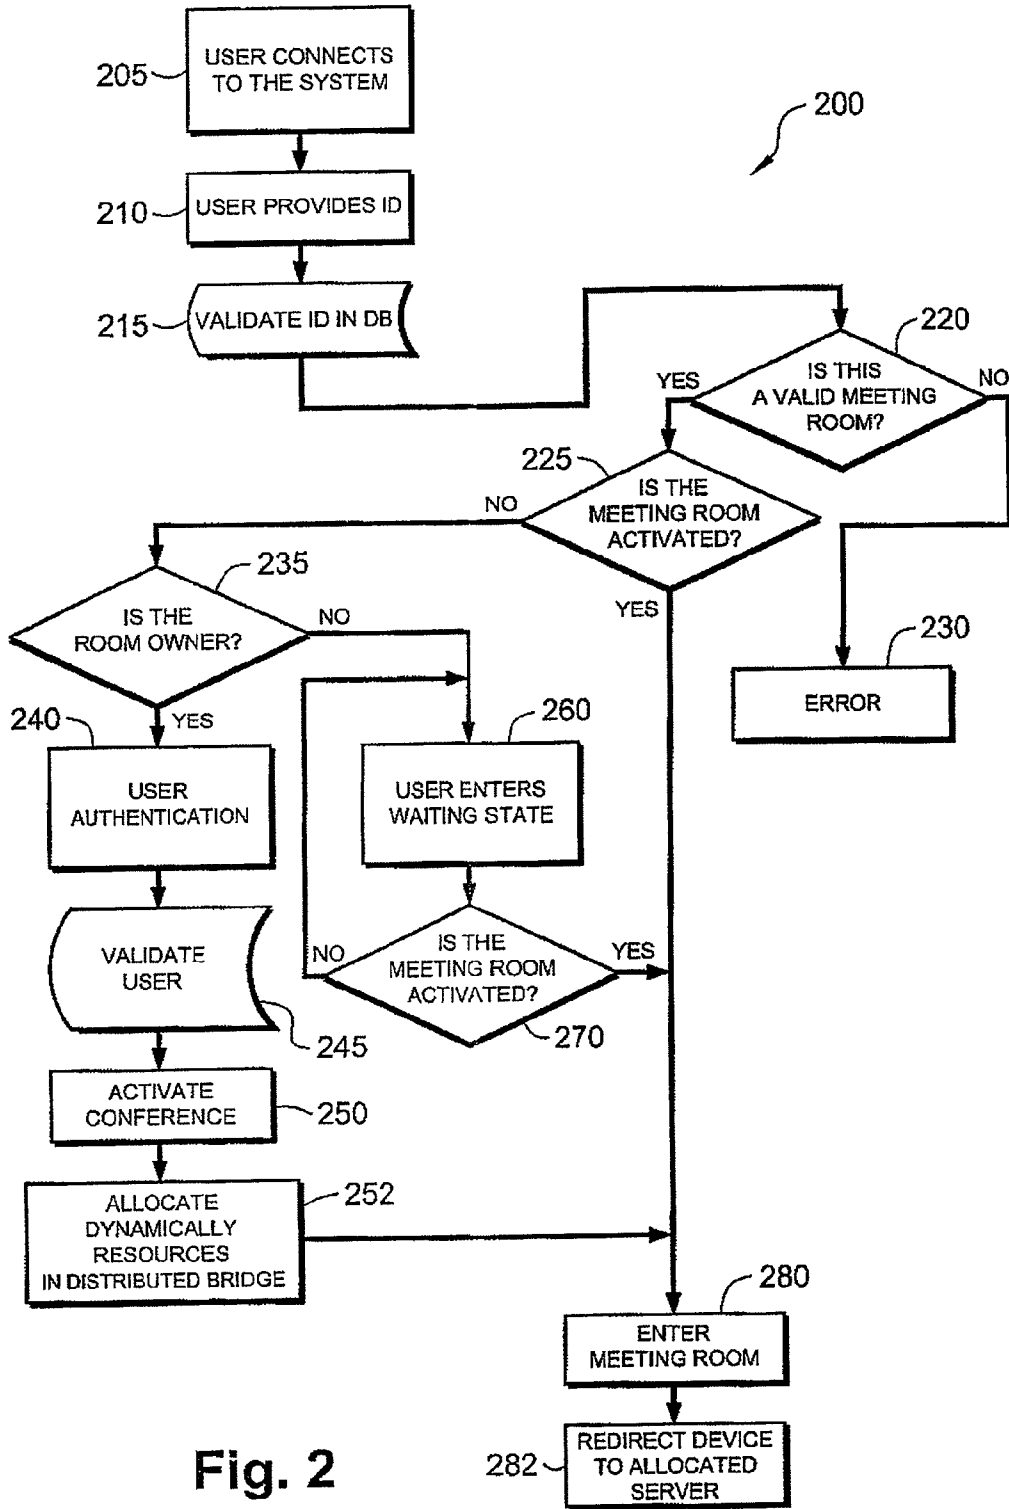 USER CONNECTS
TO THE SYSTEM
205
200
USER PROVIDES ID
210
VALIDATE ID IN DB
215
220
IS THIS
A VALID MEETING
ROOM?
YES
NO
225
IS THE
MEETING ROOM
ACTIVATED?
NO
YES
235
IS THE
ROOM OWNER?
NO
YES
230
ERROR
240
USER
AUTHENTICATION
260
USER ENTERS
WAITING STATE
VALIDATE
USER
245
IS THE
MEETING ROOM
ACTIVATED?
NO
YES
270
ACTIVATE
CONFERENCE
250
ALLOCATE
DYNAMICALLY
RESOURCES
IN DISTRIBUTED BRIDGE
252
280
ENTER
MEETING ROOM
REDIRECT DEVICE
TO ALLOCATED
SERVER
282
Fig. 2